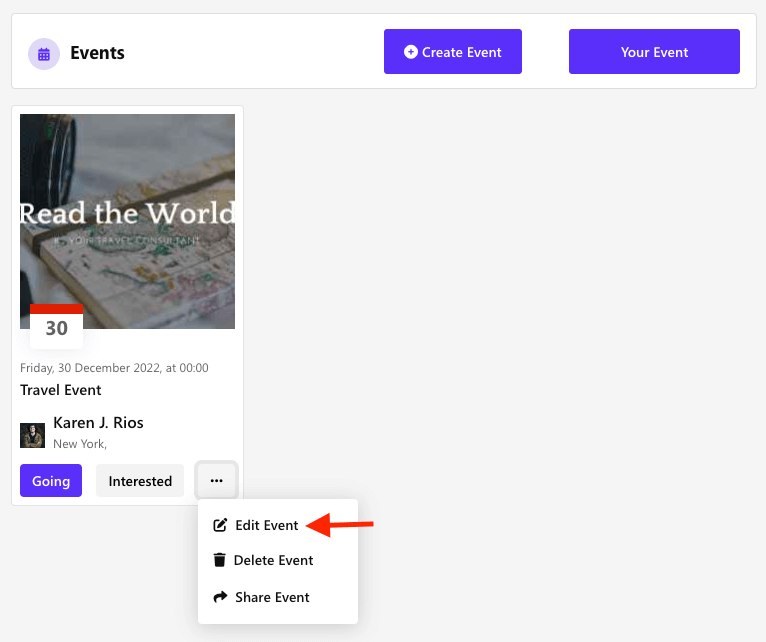 Events
Create Event
Your Event
Read the World
YOUR TRAVEL CONSULTANT
30
Friday, 30 December 2022, at 00:00
Travel Event
Karen J. Rios
New York,
Going
Interested
Edit Event
Delete Event
Share Event